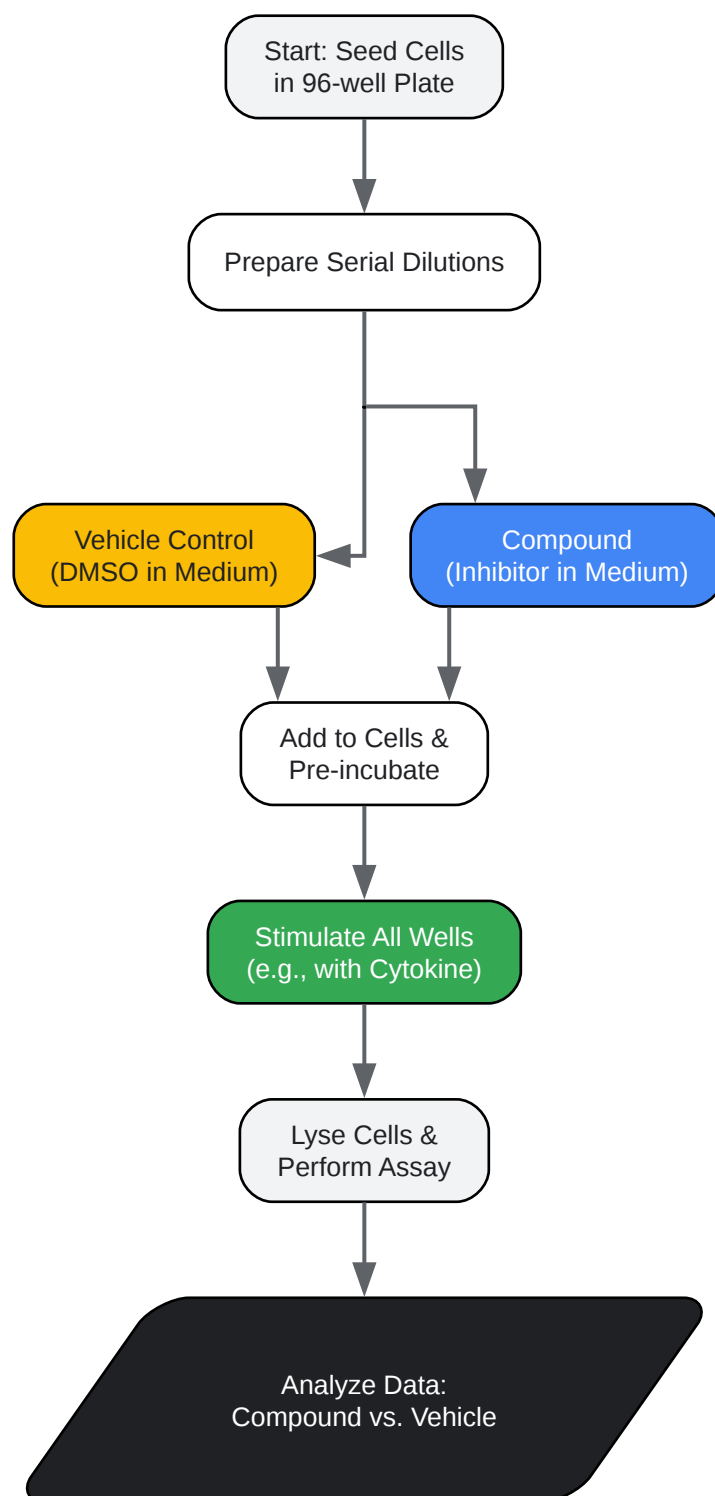 Start: Seed Cells
in 96-well Plate
Prepare Serial Dilutions
Vehicle Control
(DMSO in Medium)
Compound
(Inhibitor in Medium)
Add to Cells &
Pre-incubate
Stimulate All Wells
(e.g., with Cytokine)
Lyse Cells &
Perform Assay
Analyze Data:
Compound vs. Vehicle